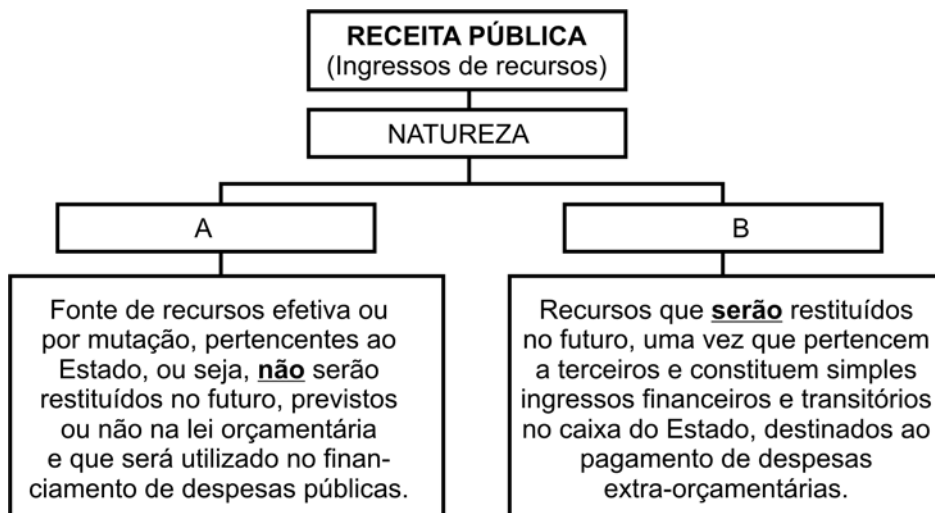 RECEITA PÚBLICA
(Ingressos de recursos)
NATUREZA
A
Fonte de recursos efetiva ou
por mutação, pertencentes ao
Estado, ou seja, não serão
restituídos no futuro, previstos
ou não na lei orçamentária
e que será utilizado no finan-
ciamento de despesas públicas.
B
Recursos que serão restituídos
no futuro, uma vez que pertencem
a terceiros e constituem simples
ingressos financeiros e transitórios
no caixa do Estado, destinados ao
pagamento de despesas
extra-orçamentárias.